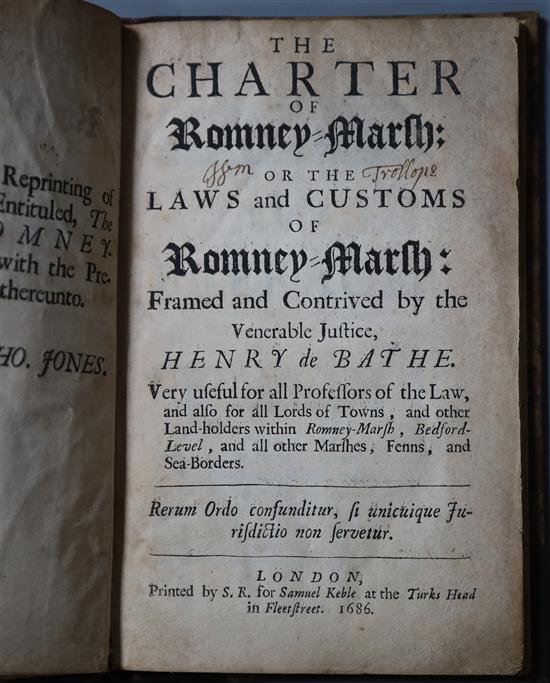 Reprinting of
Entituled, The
OMNEY.
with the Pre-
thereunto.
HO. JONES.
THE
CHARTER
OF
Romney-Marſh:
OR THE
Trollope
LAWS and CUSTOMS
OF
Romney-Marſh:
Framed and Contrived by the
Venerable Juſtice,
HENRY de BATHE.
Very uſeful for all Profeſſors of the Law,
and alſo for all Lords of Towns, and other
Land-holders within Romney-Marſh, Bedford-
Level, and all other Marſhes, Fenns, and
Sea-Borders.
Rerum Ordo confunditur, ſi unicuique Ju-
riſdictio non ſervetur.
LONDON,
Printed by S. R. for Samuel Keble at the Turks Head
in Fleetſtreet. 1686.